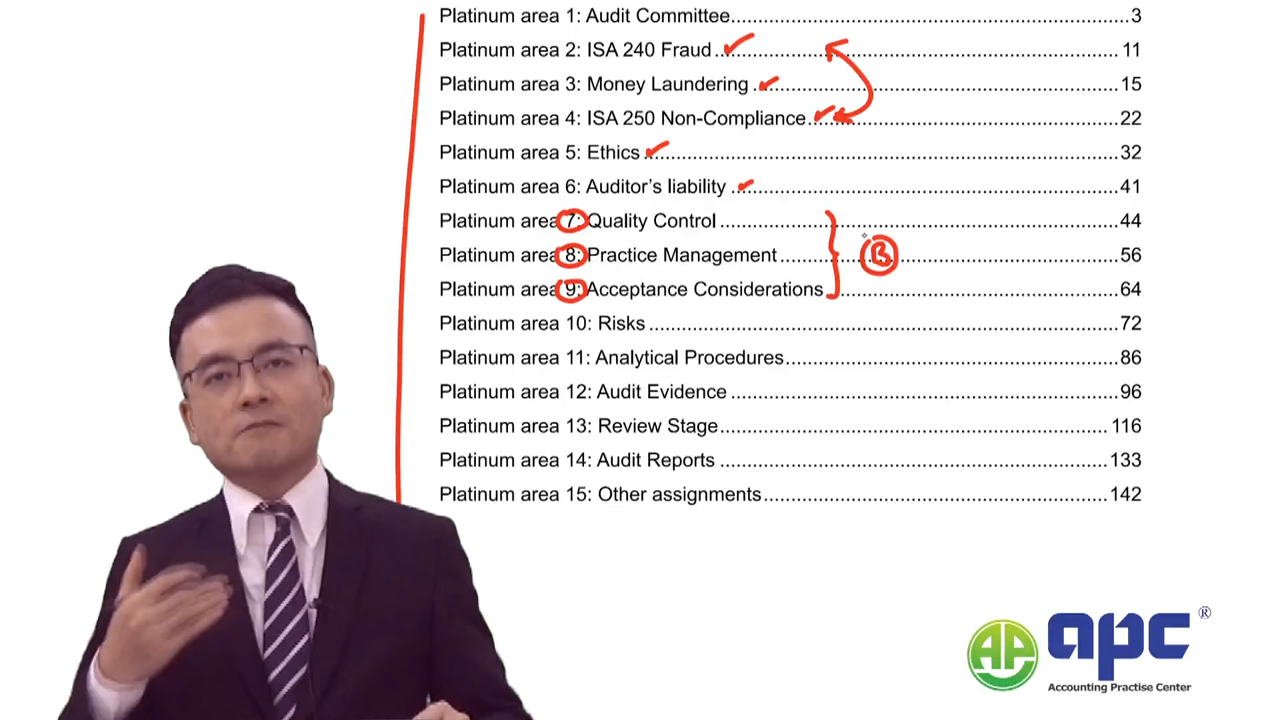 Platinum area 1: Audit Committee................................................................................3
Platinum area 2: ISA 240 Fraud ................................................................................11
Platinum area 3: Money Laundering ................................................................................15
Platinum area 4: ISA 250 Non-Compliance................................................................................22
Platinum area 5: Ethics ................................................................................32
Platinum area 6: Auditor's liability ................................................................................41
Platinum area 7: Quality Control ................................................................................44
Platinum area 8: Practice Management ................................................................................56
B
Platinum area 9: Acceptance Considerations ................................................................................64
Platinum area 10: Risks ................................................................................72
Platinum area 11: Analytical Procedures................................................................................86
Platinum area 12: Audit Evidence ................................................................................96
Platinum area 13: Review Stage................................................................................116
Platinum area 14: Audit Reports ................................................................................133
Platinum area 15: Other assignments................................................................................142
AP
apc®
Accounting Practise Center